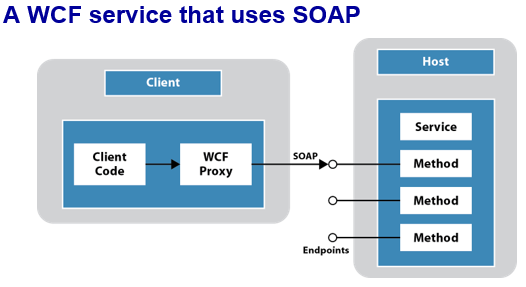 A WCF service that uses SOAP
Client
Client
Code
WCF
Proxy
SOAP
Endpoints
Host
Service
Method
Method
Method